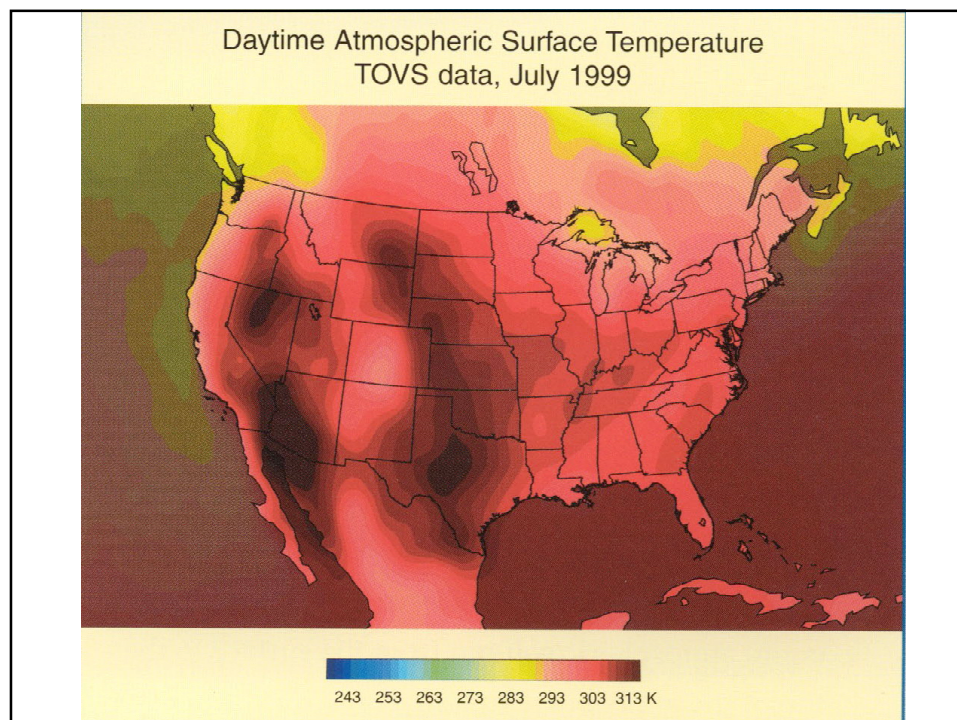 Daytime Atmospheric Surface Temperature
TOVS data, July 1999
243 253 263 273 283 293 303 313 K